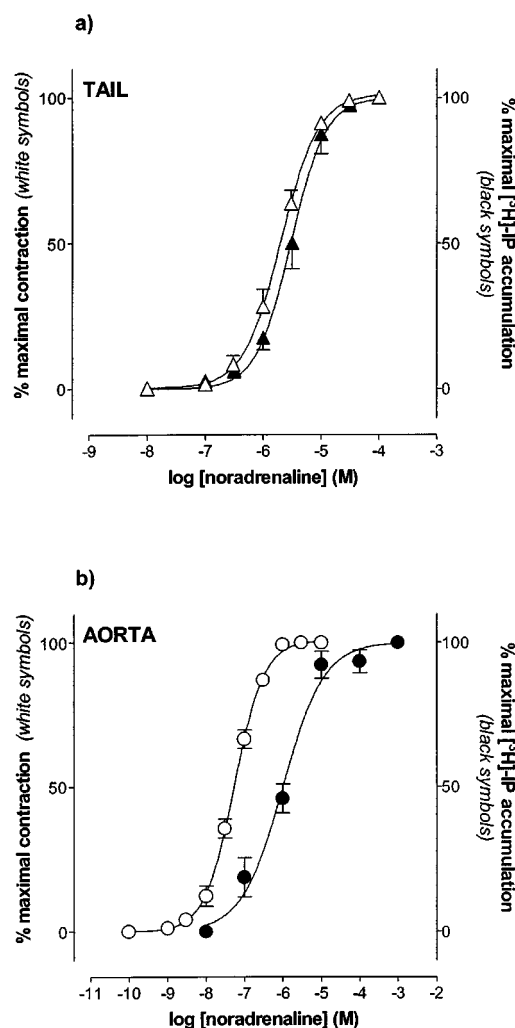 a)
TAIL
% maximal contraction (white symbols)
100
50
0
100
50
0
% maximal [³H]-IP accumulation
(black symbols)
-9 -8 -7 -6 -5 -4 -3
log [noradrenaline] (M)
b)
AORTA
% maximal contraction (white symbols)
100
50
0
100
50
0
% maximal [³H]-IP accumulation
(black symbols)
-11 -10 -9 -8 -7 -6 -5 -4 -3 -2
log [noradrenaline] (M)